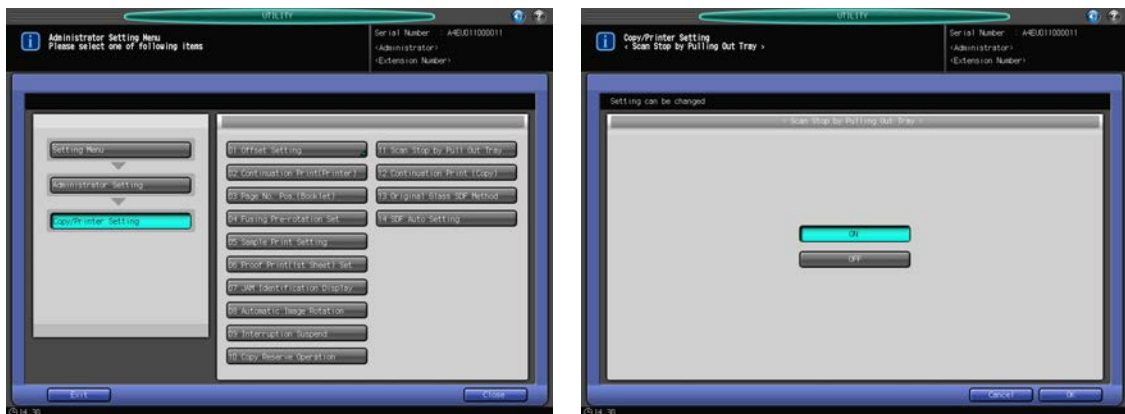 UTILITY
Administrator Setting Menu
Please select one of following items
Serial Number : A4EU011000011
<Administrator>
<Extension Number>
Setting Menu
Administrator Setting
Copy/Printer Setting
01 Offset Setting
02 Continuation Print(Printer)
03 Page No. Pos.(Booklet)
04 Fusing Pre-rotation Set
05 Sample Print Setting
06 Proof Print(1st Sheet) Set
07 JAM Identification Display
08 Automatic Image Rotation
09 Interruption Suspend
10 Copy Reserve Operation
11 Scan Stop by Pull Out Tray
12 Continuation Print (Copy)
13 Original Glass SDF Method
14 SDF Auto Setting
Exit
Close
14:30
UTILITY
Copy/Printer Setting
< Scan Stop by Pulling Out Tray >
Serial Number : A4EU011000011
<Administrator>
<Extension Number>
Setting can be changed
< Scan Stop by Pulling Out Tray >
ON
OFF
Cancel
OK
14:30